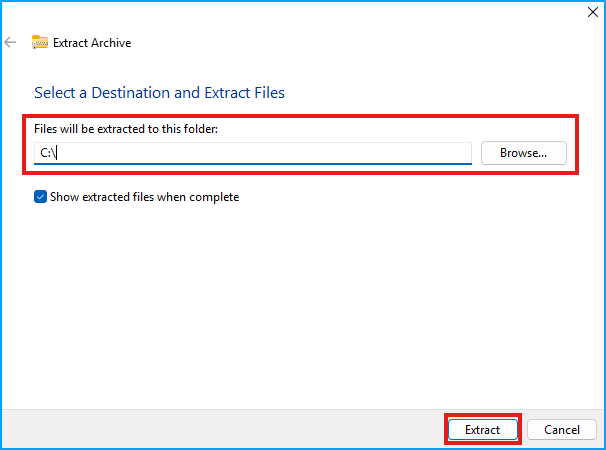 Extract Archive
Select a Destination and Extract Files
Files will be extracted to this folder:
C:\
Browse...
Show extracted files when complete
Extract
Cancel